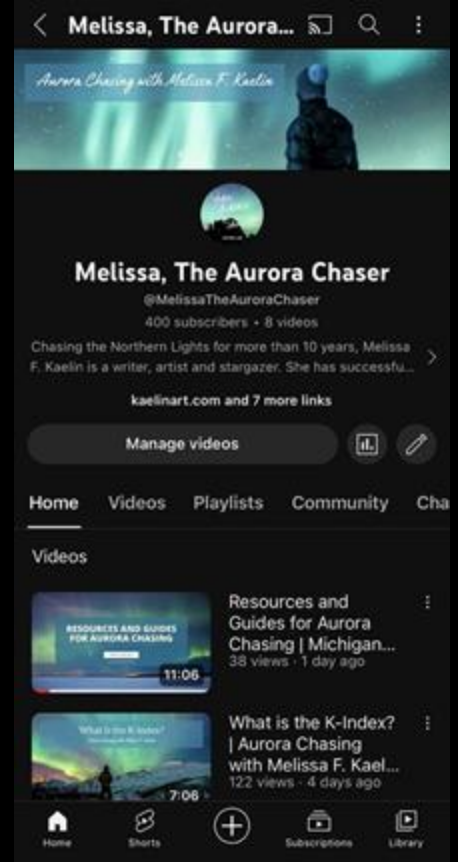 Melissa, The Aurora...
Aurora Chasing with Melissa F. Kaelin
Melissa, The Aurora Chaser
@MelissaTheAuroraChaser
400 subscribers • 8 videos
Chasing the Northern Lights for more than 10 years, Melissa
F. Kaelin is a writer, artist and stargazer. She has successfu...
kaelinart.com and 7 more links
Manage videos
Home Videos Playlists Community Cha
Videos
RESOURCES AND GUIDES
FOR AURORA CHASING
11:06
Resources and
Guides for Aurora
Chasing | Michigan...
38 views · 1 day ago
What is the K-Index?
7:06
What is the K-Index?
| Aurora Chasing
with Melissa F. Kael...
122 views · 4 days ago
Home Shorts Subscriptions Library